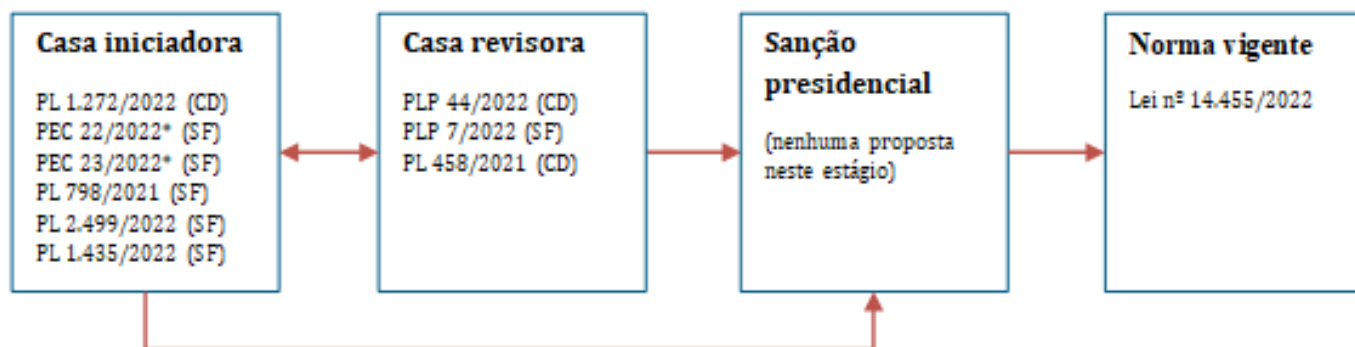 Casa iniciadora
PL 1.272/2022 (CD)
PEC 22/2022* (SF)
PEC 23/2022* (SF)
PL 798/2021 (SF)
PL 2.499/2022 (SF)
PL 1.435/2022 (SF)
Casa revisora
PLP 44/2022 (CD)
PLP 7/2022 (SF)
PL 458/2021 (CD)
Sanção
presidencial
(nenhuma proposta
neste estágio)
Norma vigente
Lei nº 14.455/2022